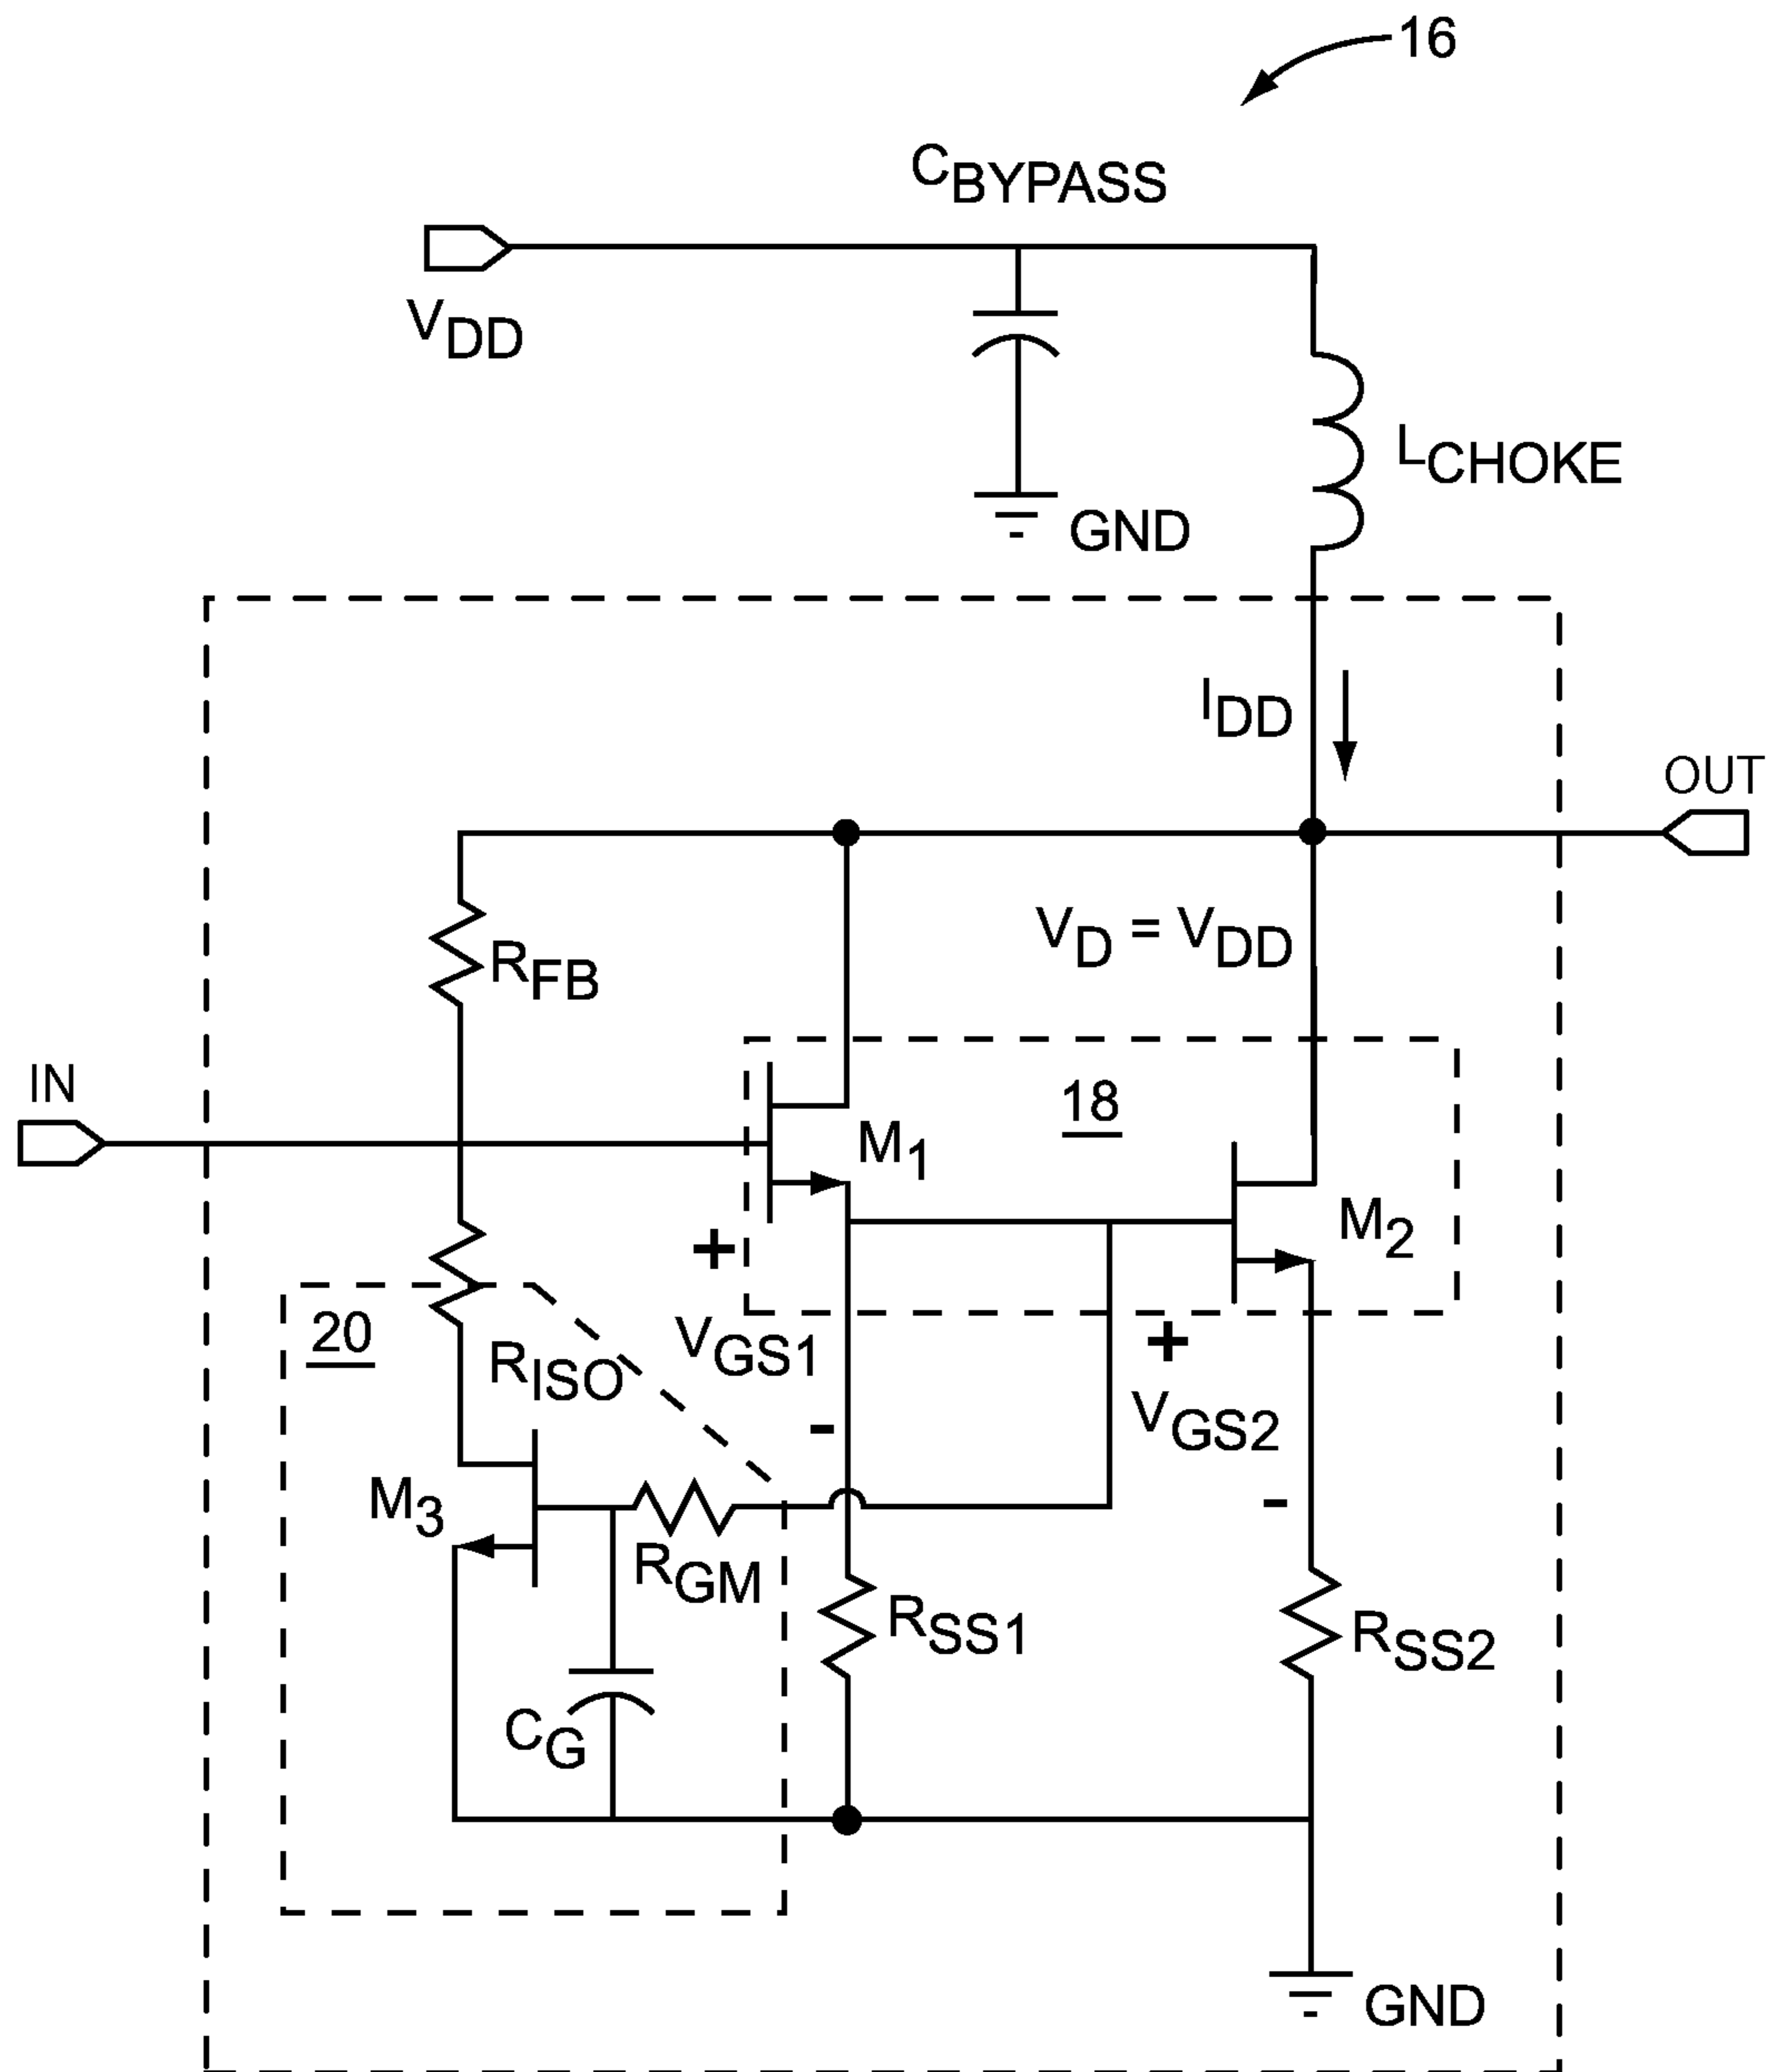 16
CBYPASS
VDD
LCHOKE
GND
IDD
OUT
VD = VDD
RFB
IN
18
M1
M2
+
20
VGS1
+
RISO
VGS2
-
M3
-
RGM
RSS1
RSS2
CG
GND